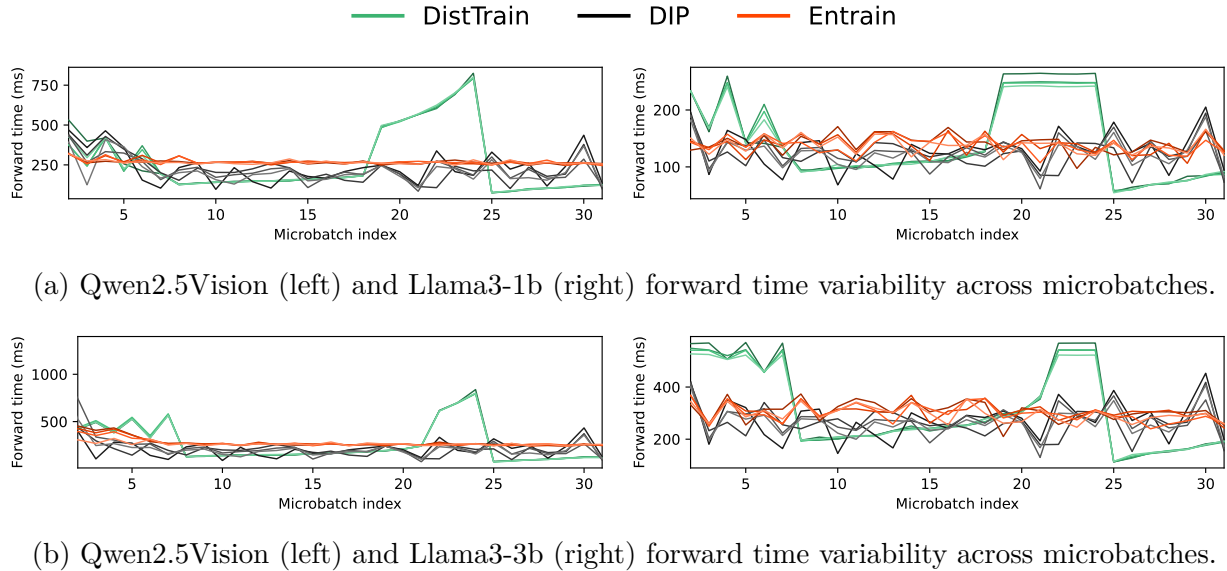 DistTrain DIP Entrain
Forward time (ms)
750
500
250
5 10 15 20 25 30
Microbatch index
Forward time (ms)
200
100
5 10 15 20 25 30
Microbatch index
(a) Qwen2.5Vision (left) and Llama3-1b (right) forward time variability across microbatches.
Forward time (ms)
1000
500
5 10 15 20 25 30
Microbatch index
Forward time (ms)
400
200
5 10 15 20 25 30
Microbatch index
(b) Qwen2.5Vision (left) and Llama3-3b (right) forward time variability across microbatches.